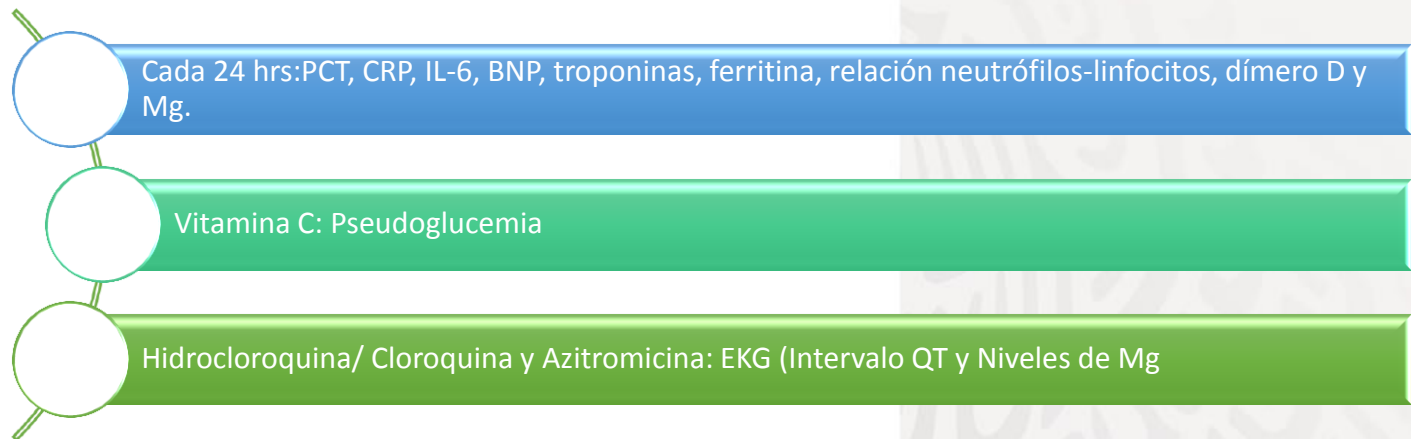 Cada 24 hrs:PCT, CRP, IL-6, BNP, troponinas, ferritina, relación neutrófilos-linfocitos, dímero D y
Mg.
Vitamina C: Pseudoglucemia
Hidrocloroquina/ Cloroquina y Azitromicina: EKG (Intervalo QT y Niveles de Mg